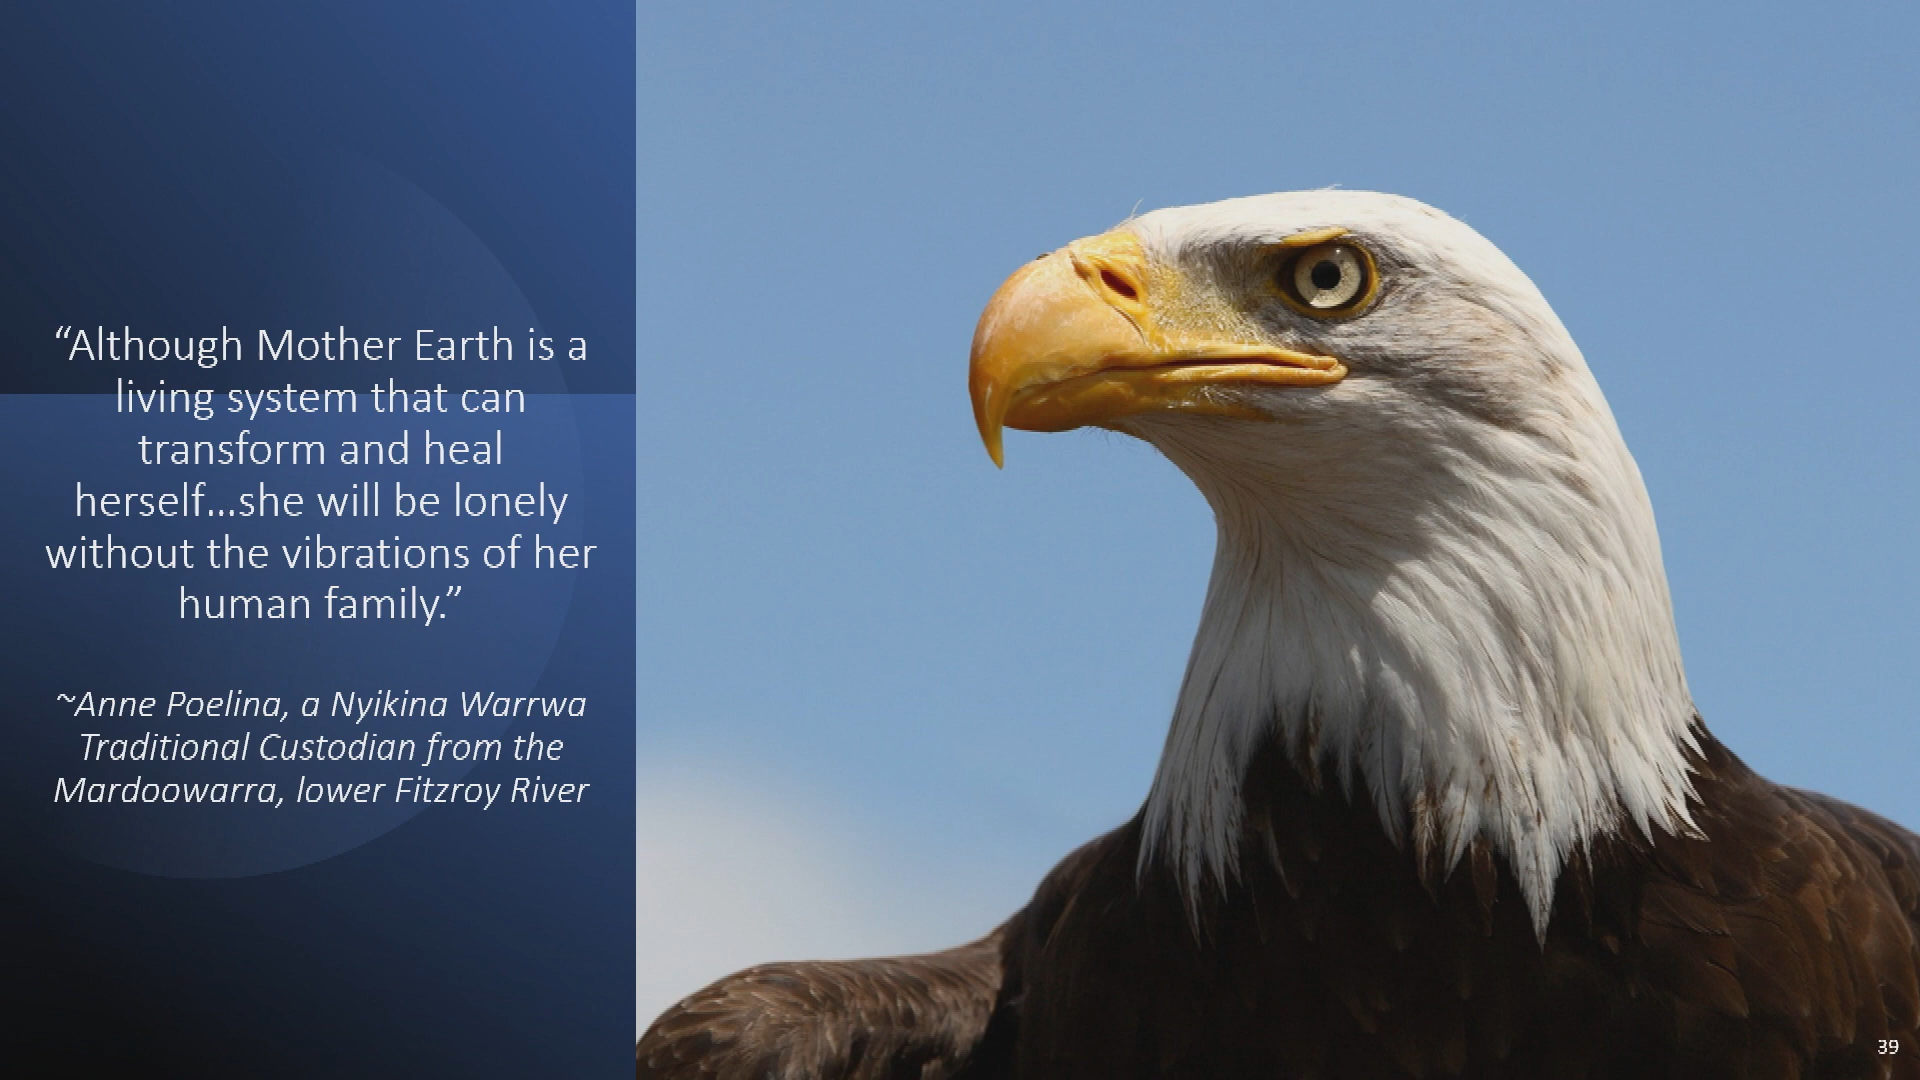 “Although Mother Earth is a
living system that can
transform and heal
herself…she will be lonely
without the vibrations of her
human family.”
~Anne Poelina, a Nyikina Warrwa
Traditional Custodian from the
Mardoowarra, lower Fitzroy River
39